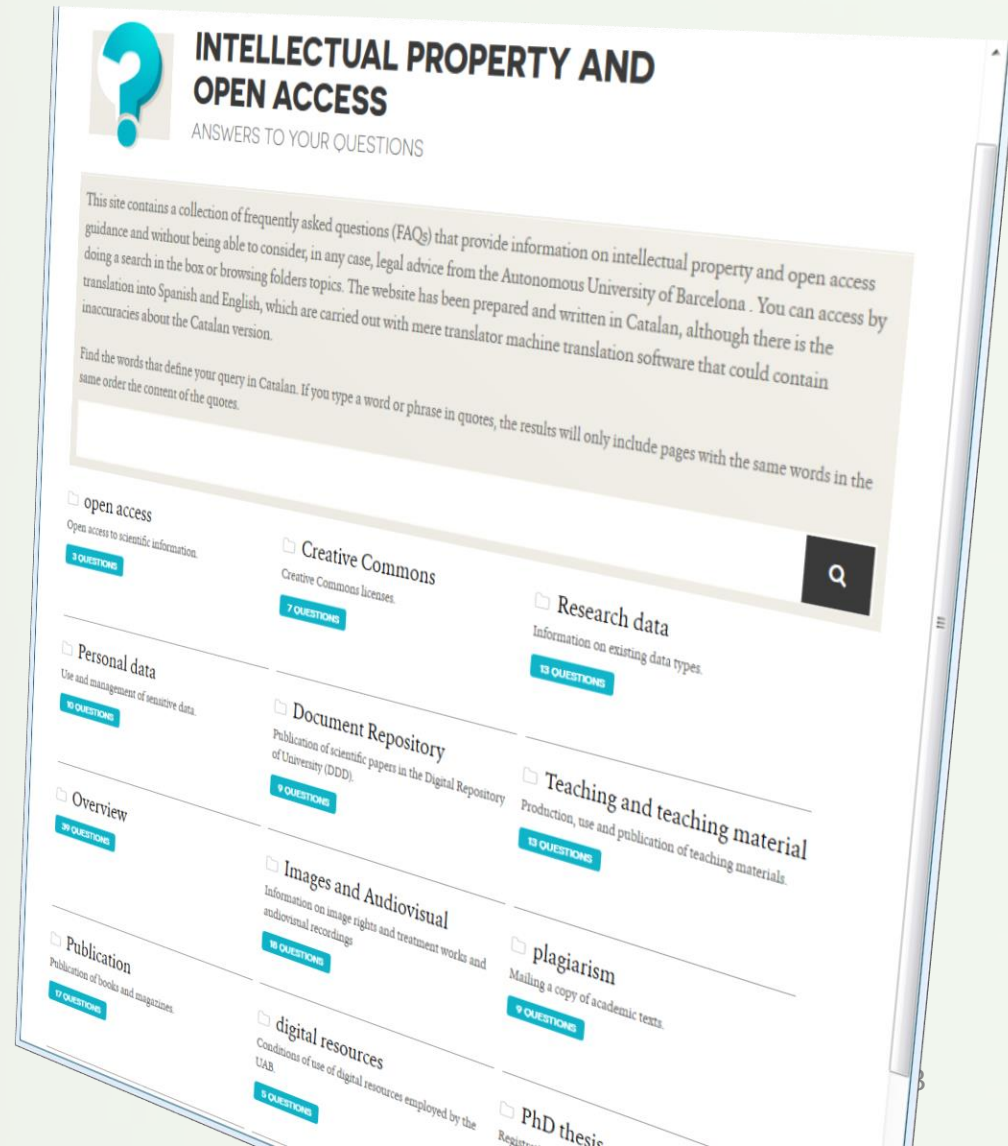 INTELLECTUAL PROPERTY AND
OPEN ACCESS
ANSWERS TO YOUR QUESTIONS
This site contains a collection of frequently asked questions (FAQs) that provide information on intellectual property and open access
guidance and without being able to consider, in any case, legal advice from the Autonomous University of Barcelona . You can access by
doing a search in the box or browsing folders topics. The website has been prepared and written in Catalan, although there is the
translation into Spanish and English, which are carried out with mere translator machine translation software that could contain
inaccuracies about the Catalan version.
Find the words that define your query in Catalan. If you type a word or phrase in quotes, the results will only include pages with the same words in the
same order the content of the quotes.
open access
Open access to scientific information.
3 QUESTIONS
Creative Commons
Creative Commons licenses.
7 QUESTIONS
Research data
Information on existing data types.
13 QUESTIONS
Personal data
Use and management of sensitive data.
10 QUESTIONS
Document Repository
Publication of scientific papers in the Digital Repository
of University (DDD).
9 QUESTIONS
Teaching and teaching material
Production, use and publication of teaching materials.
13 QUESTIONS
Overview
39 QUESTIONS
Images and Audiovisual
Information on image rights and treatment works and
audiovisual recordings
18 QUESTIONS
plagiarism
Mailing a copy of academic texts.
9 QUESTIONS
Publication
Publication of books and magazines.
17 QUESTIONS
digital resources
Conditions of use of digital resources employed by the
UAB.
5 QUESTIONS
PhD thesis